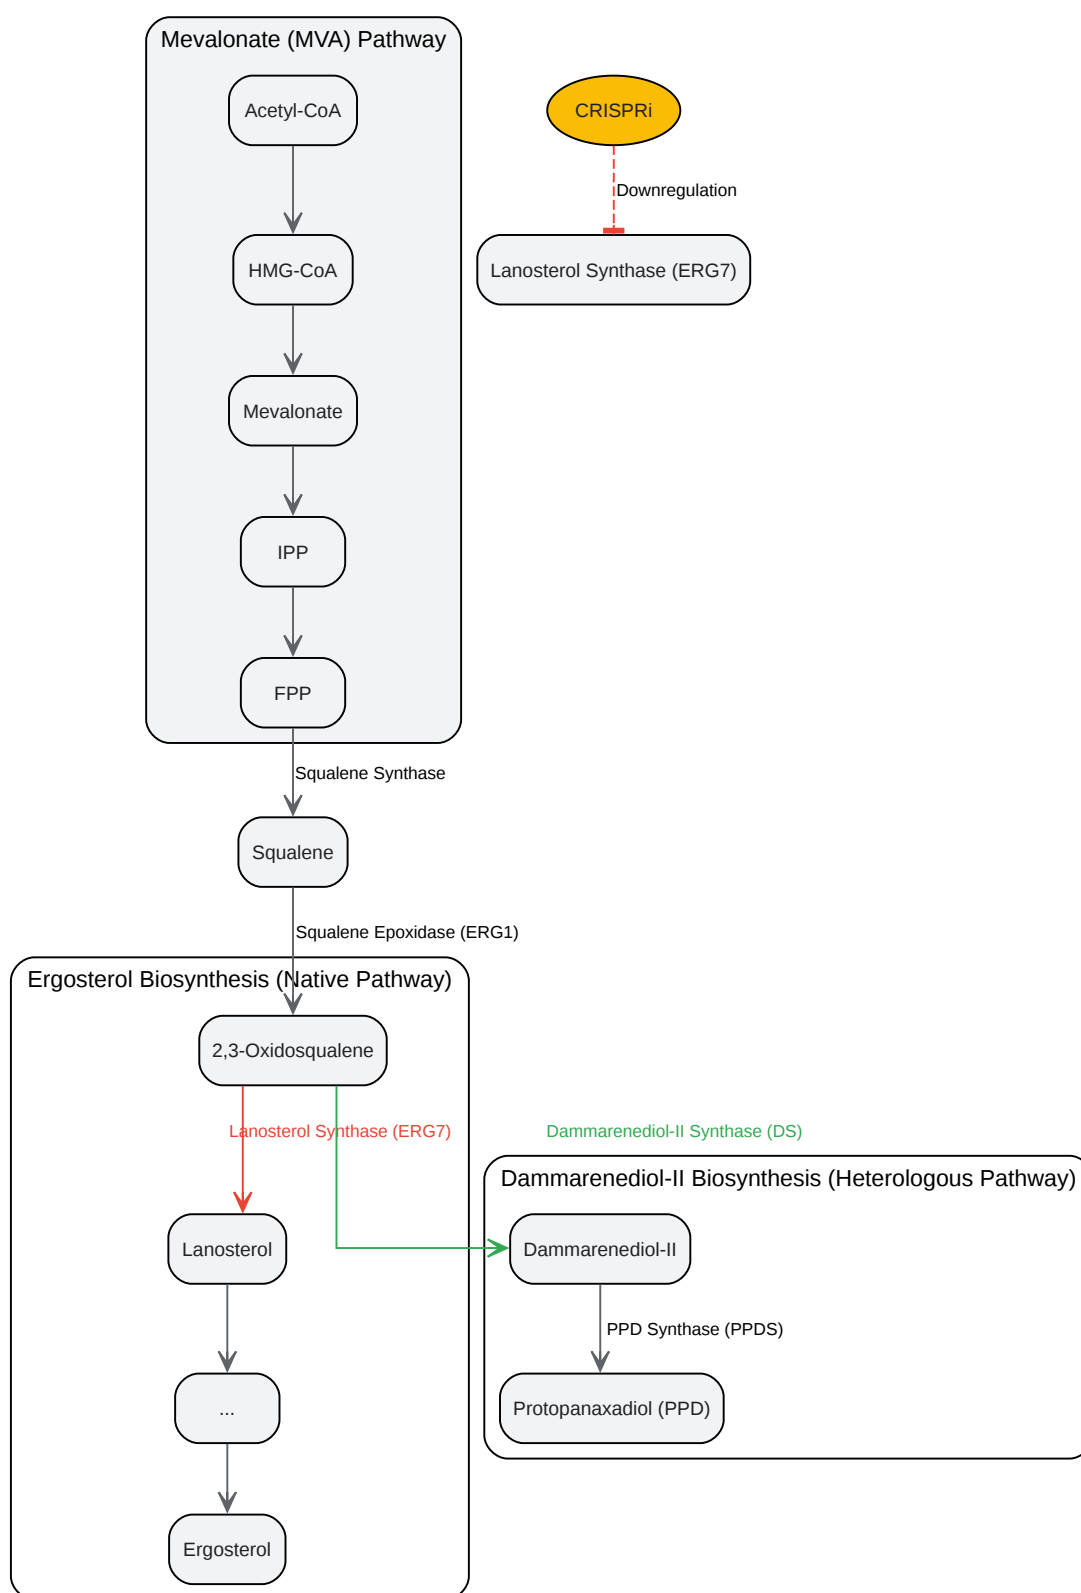 Mevalonate (MVA) Pathway
Acetyl-CoA
CRISPRi
Downregulation
HMG-CoA
Lanosterol Synthase (ERG7)
Mevalonate
IPP
FPP
Squalene Synthase
Squalene
Squalene Epoxidase (ERG1)
Ergosterol Biosynthesis (Native Pathway)
2,3-Oxidosqualene
Lanosterol Synthase (ERG7)
Dammarenediol-II Synthase (DS)
Dammarenediol-II Biosynthesis (Heterologous Pathway)
Lanosterol
Dammarenediol-II
PPD Synthase (PPDS)
...
Protopanaxadiol (PPD)
Ergosterol